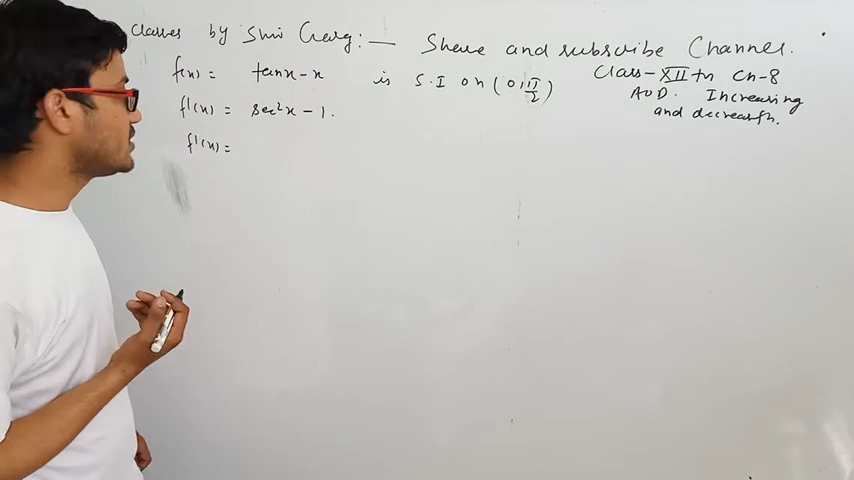 Classes by Shiv Garg:— Share and subscribe Channel.
f(x) = tanx - x is S.I on (0, π/2) Class-XII th Ch-8
AOD. Increasing
f'(x) = sec²x - 1. and decreasing.
f'(x) =